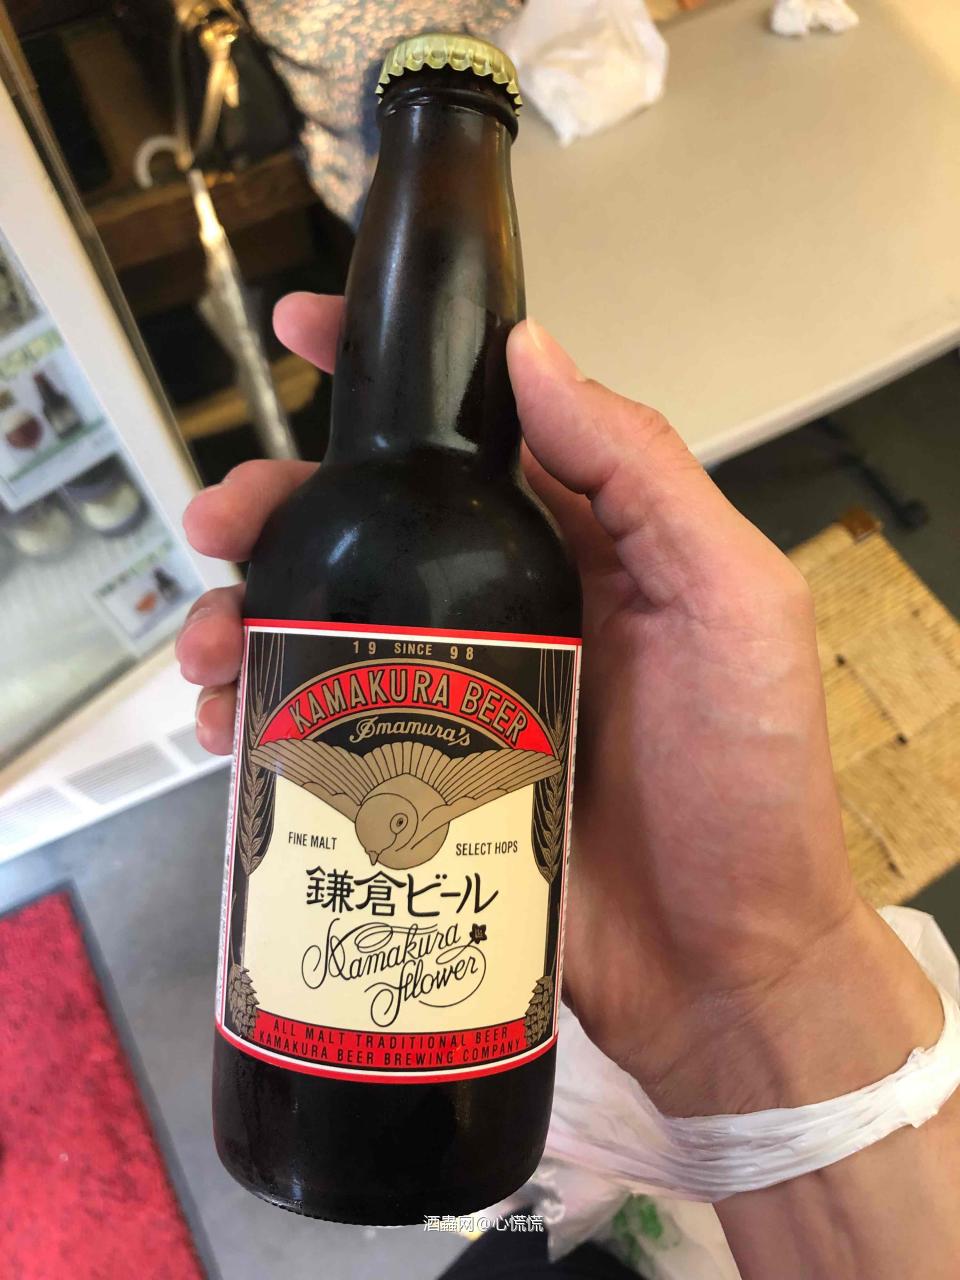 19 SINCE 98
KAMAKURA BEER
Imamura's
FINE MALT
SELECT HOPS
鎌倉ビール
Kamakura
Flower
ALL MALT TRADITIONAL BEER
KAMAKURA BEER BREWING COMPANY
酒蟲网@心慌慌